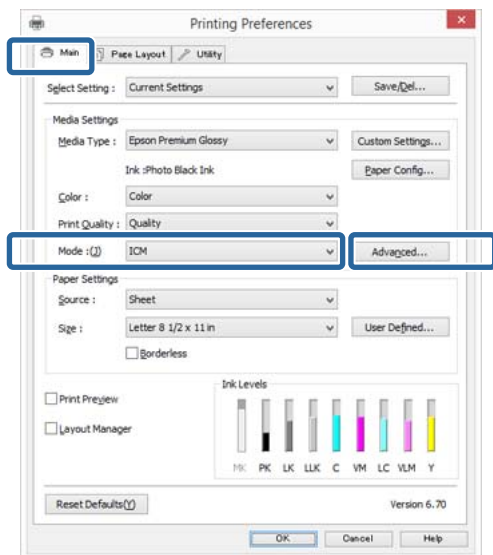 Printing Preferences
Main Page Layout Utility
Select Setting : Current Settings Save/Del...
Media Settings
Media Type : Epson Premium Glossy Custom Settings...
Ink :Photo Black Ink Paper Config...
Color : Color
Print Quality : Quality
Mode :(J) ICM Advanced...
Paper Settings
Source : Sheet
Size : Letter 8 1/2 x 11 in User Defined...
Borderless
Ink Levels
Print Preview
Layout Manager
MK PK LK LLK C VM LC VLM Y
Reset Defaults(Y) Version 6.70
OK Cancel Help